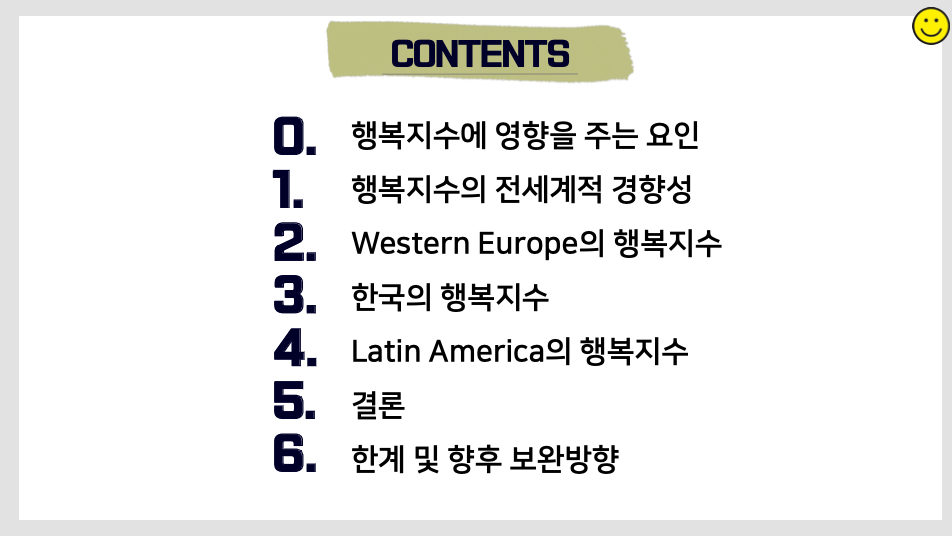 CONTENTS
0. 행복지수에 영향을 주는 요인
1. 행복지수의 전세계적 경향성
2. Western Europe의 행복지수
3. 한국의 행복지수
4. Latin America의 행복지수
5. 결론
6. 한계 및 향후 보완방향